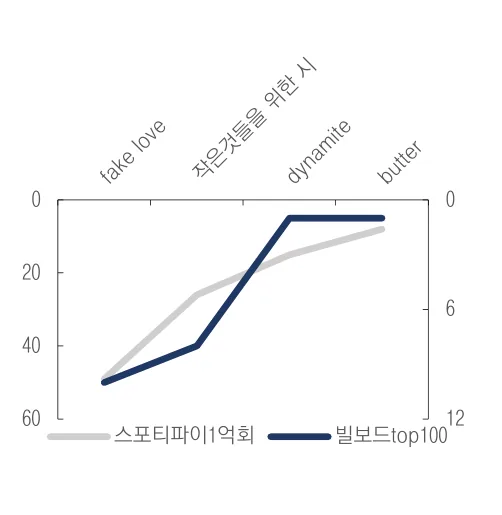 fake love
작은것들을 위한 시
dynamite
butter
0
20
40
60
0
6
12
스포티파이1억회
빌보드top100